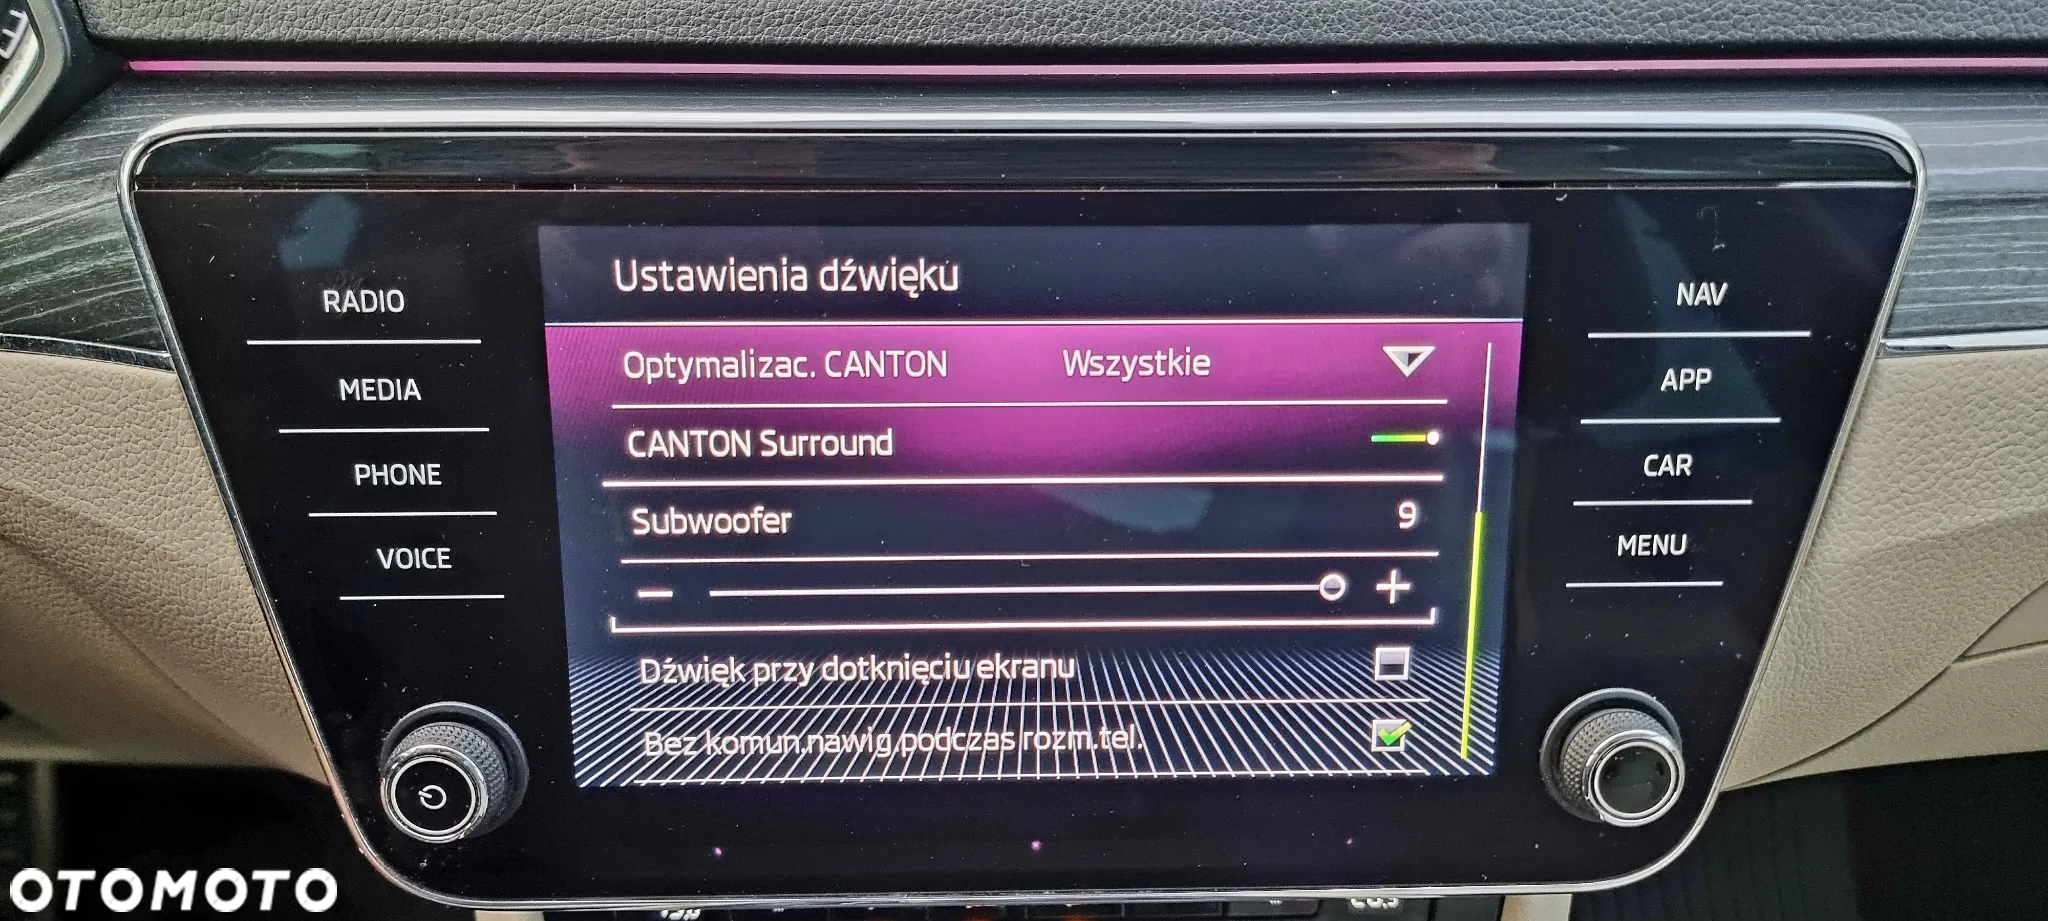 RADIO
MEDIA
PHONE
VOICE
Ustawienia dźwięku
Optymalizac. CANTON Wszystkie
CANTON Surround
Subwoofer 9
Dźwięk przy dotknięciu ekranu
Bez komun.nawig.podczas rozm.tel.
NAV
APP
CAR
MENU
OTOMOTO